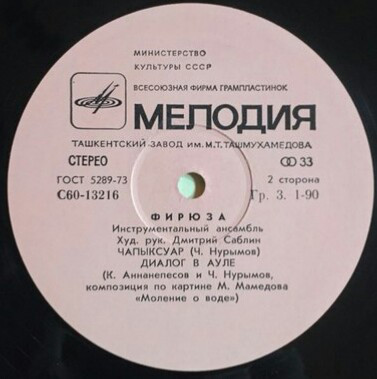 МИНИСТЕРСТВО
КУЛЬТУРЫ СССР
ВСЕСОЮЗНАЯ ФИРМА ГРАМПЛАСТИНОК
МЕЛОДИЯ
ТАШКЕНТСКИЙ ЗАВОД ИМ. М.Т. ТАШМУХАМЕДОВА
СТЕРЕО 33
ГОСТ 5289-73 2 сторона
С60-13216 Гр. 3. 1-90
ФИРЮЗА
Инструментальный ансамбль
Худ. рук. Дмитрий Саблин
ЧАПЫКСУАР (Ч. Нурымов)
ДИАЛОГ В АУЛЕ
(К. Аннанепесов и Ч. Нурымов,
композиция по картине М. Мамедова
«Моление о воде»)